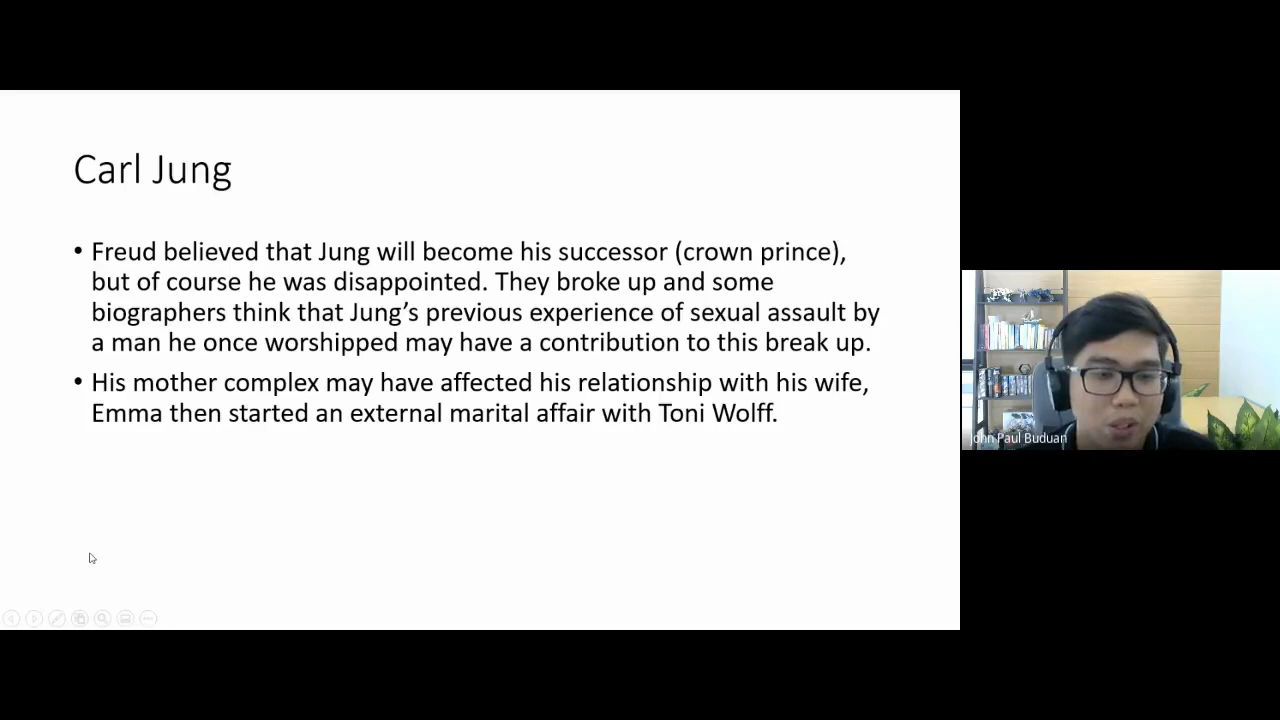 Carl Jung
• Freud believed that Jung will become his successor (crown prince),
but of course he was disappointed. They broke up and some
biographers think that Jung’s previous experience of sexual assault by
a man he once worshipped may have a contribution to this break up.
• His mother complex may have affected his relationship with his wife,
Emma then started an external marital affair with Toni Wolff.
John Paul Buduan